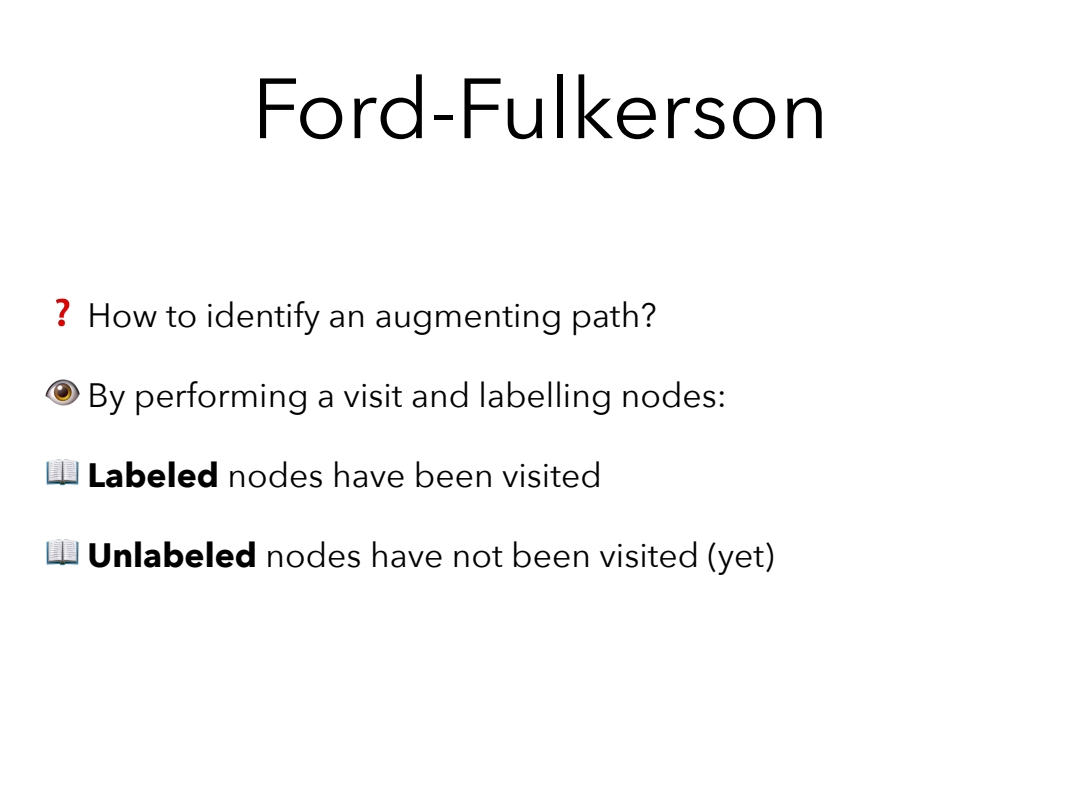 Ford-Fulkerson
❓ How to identify an augmenting path?
👁 By performing a visit and labelling nodes:
📖 Labeled nodes have been visited
📖 Unlabeled nodes have not been visited (yet)